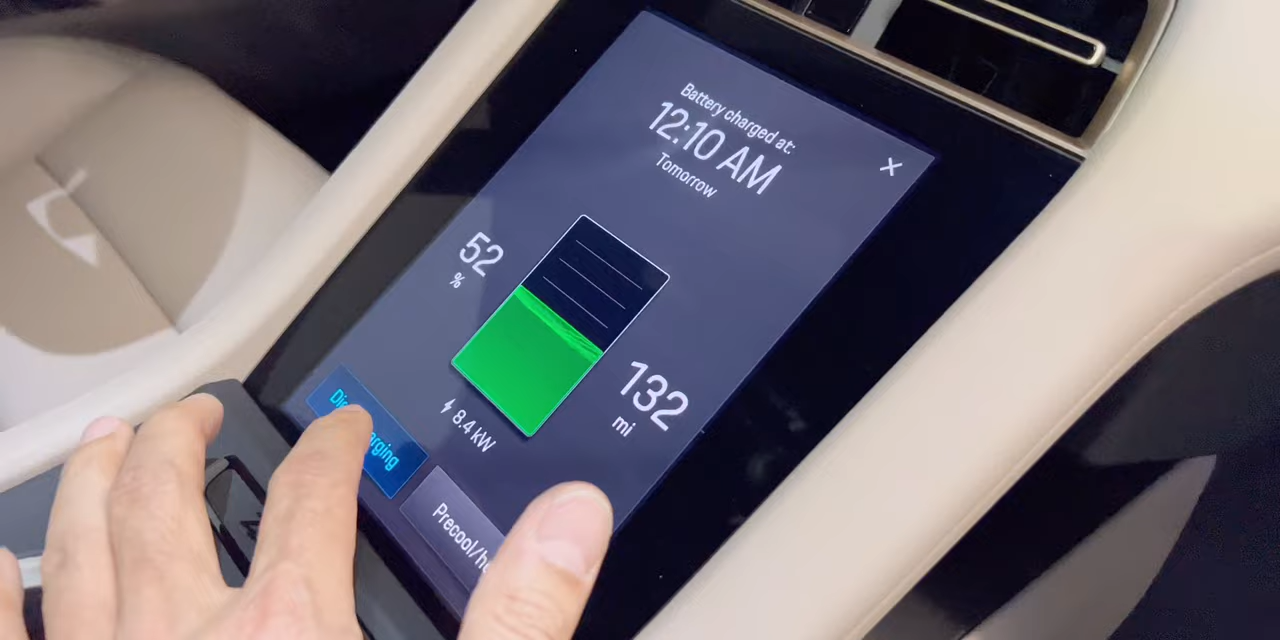 Battery charged at:
12:10 AM
Tomorrow
52
%
132
mi
8.4 kW